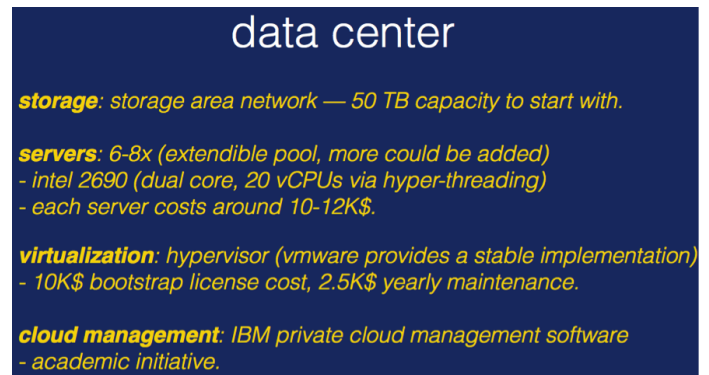 data center
storage: storage area network — 50 TB capacity to start with.
servers: 6-8x (extendible pool, more could be added)
- intel 2690 (dual core, 20 vCPUs via hyper-threading)
- each server costs around 10-12K$.
virtualization: hypervisor (vmware provides a stable implementation)
- 10K$ bootstrap license cost, 2.5K$ yearly maintenance.
cloud management: IBM private cloud management software
- academic initiative.